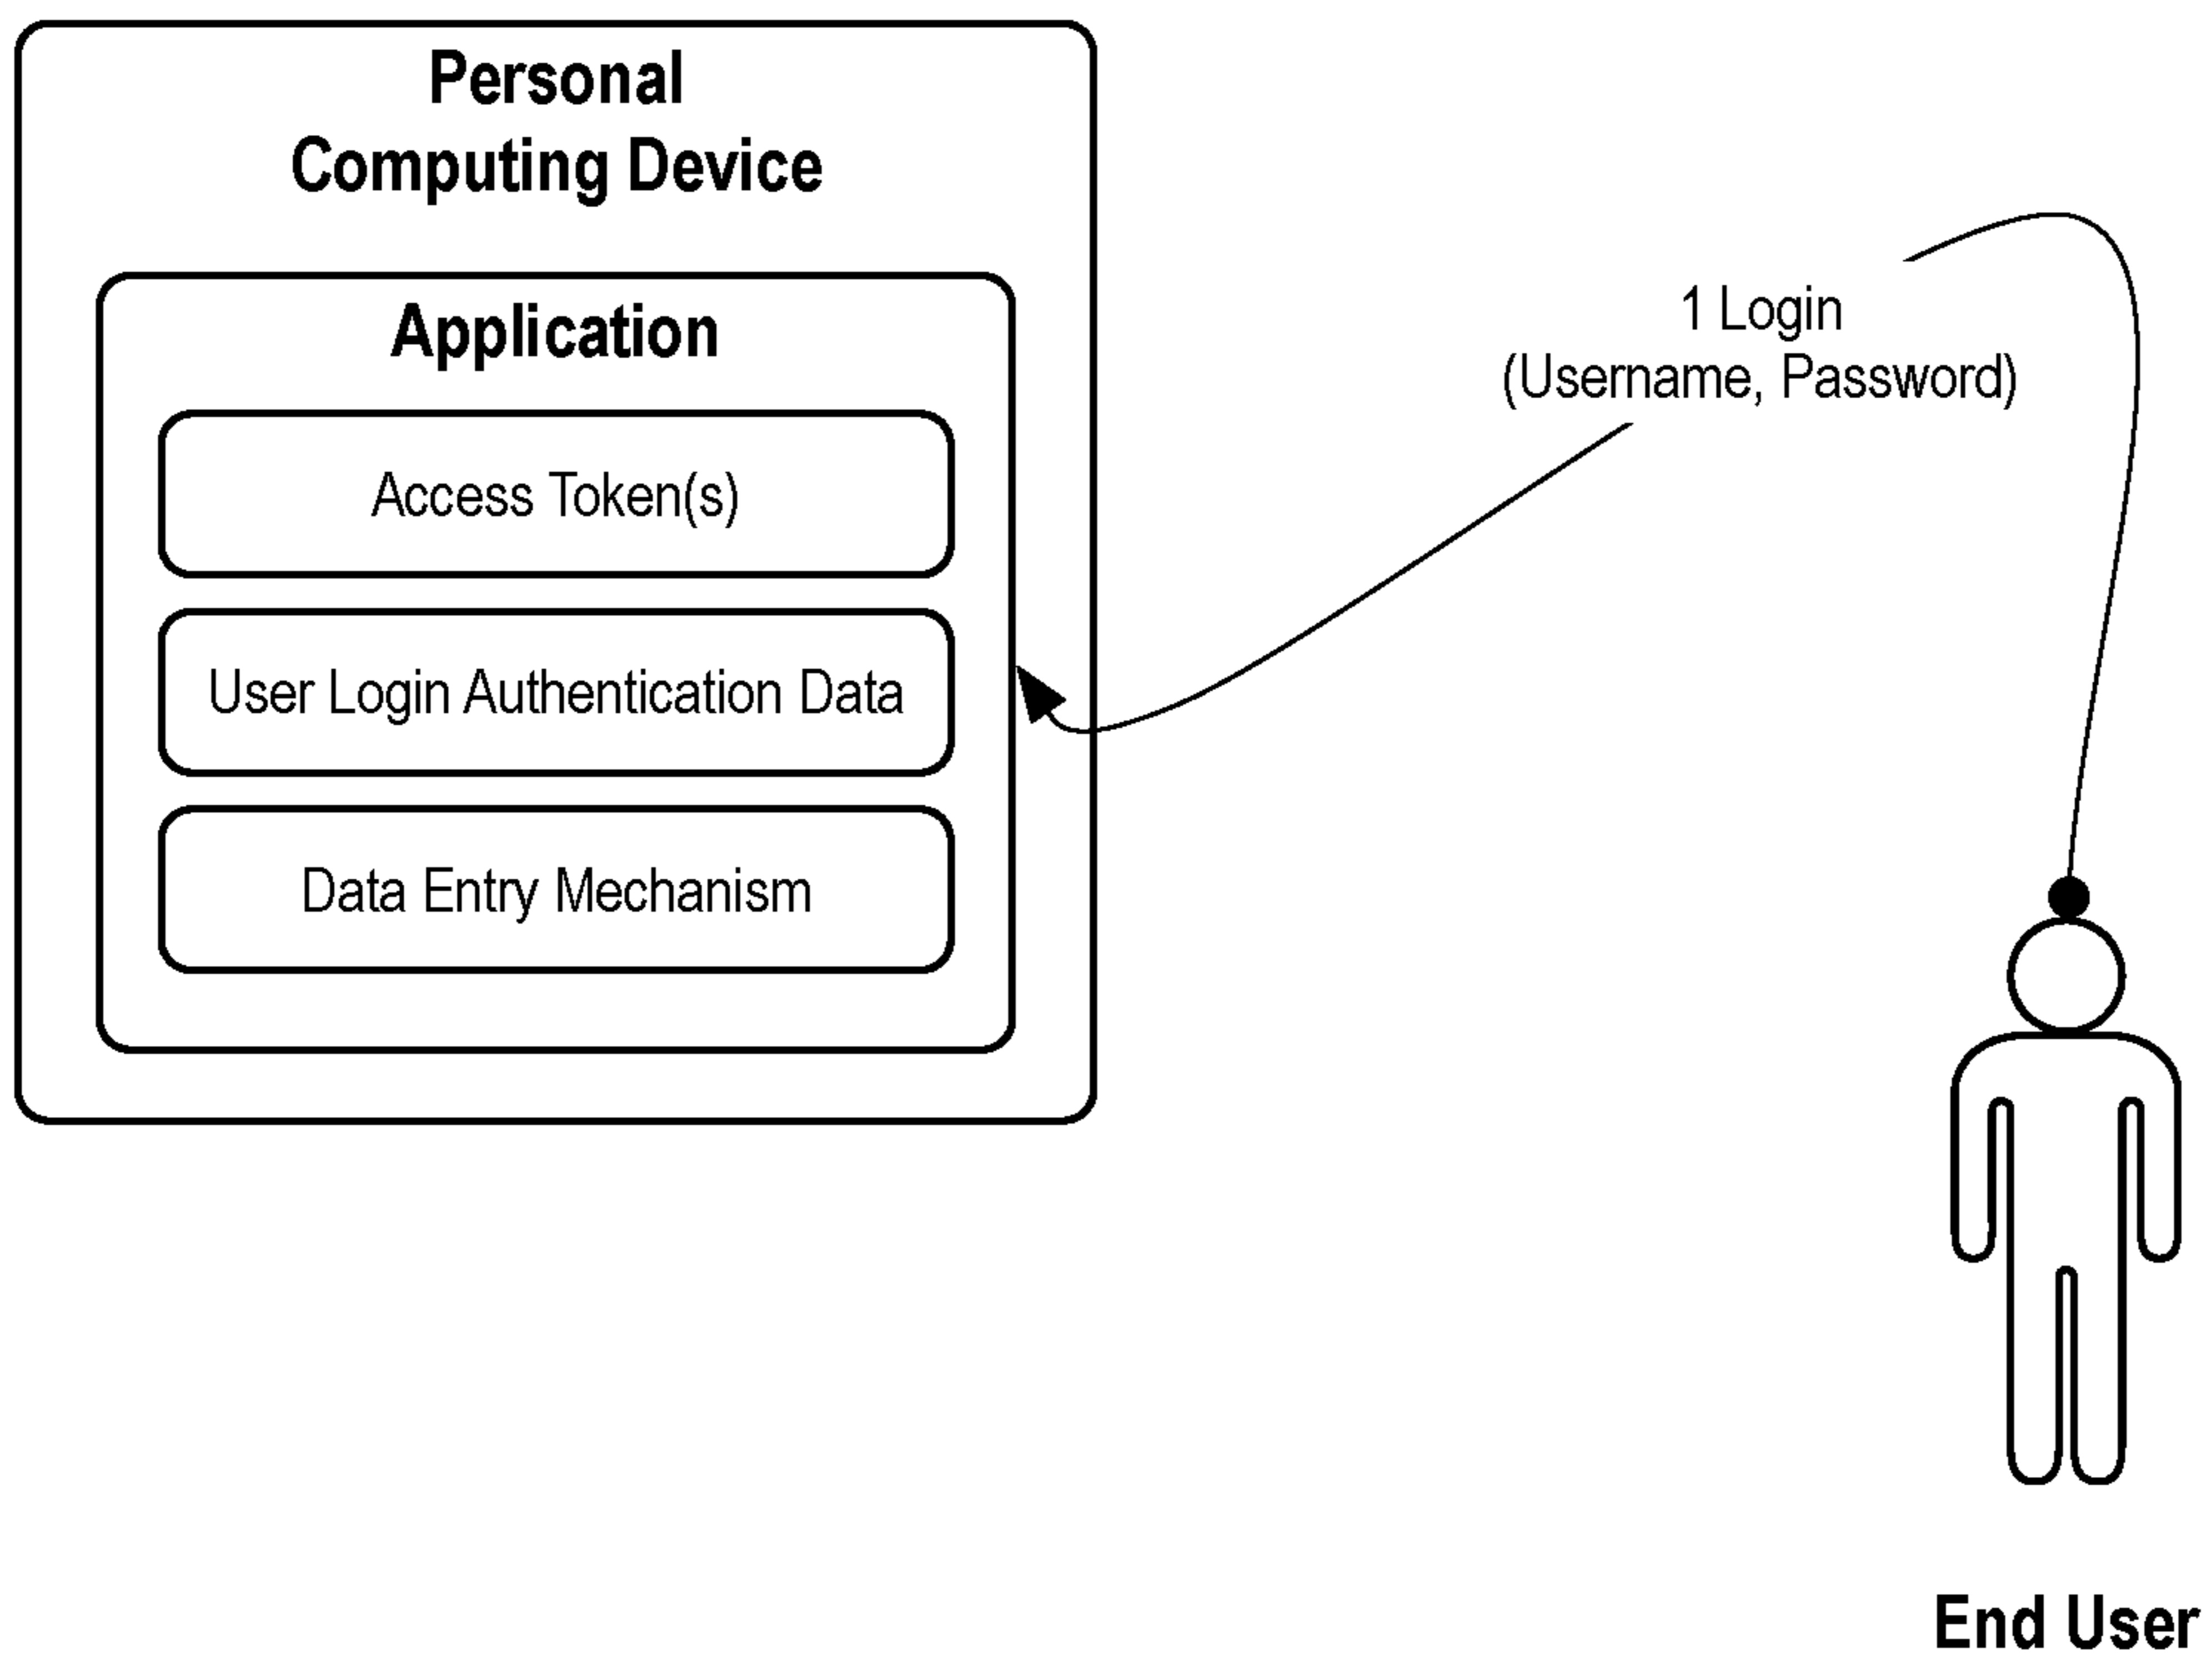 Personal
Computing Device
Application
Access Token(s)
User Login Authentication Data
Data Entry Mechanism
1 Login
(Username, Password)
End User